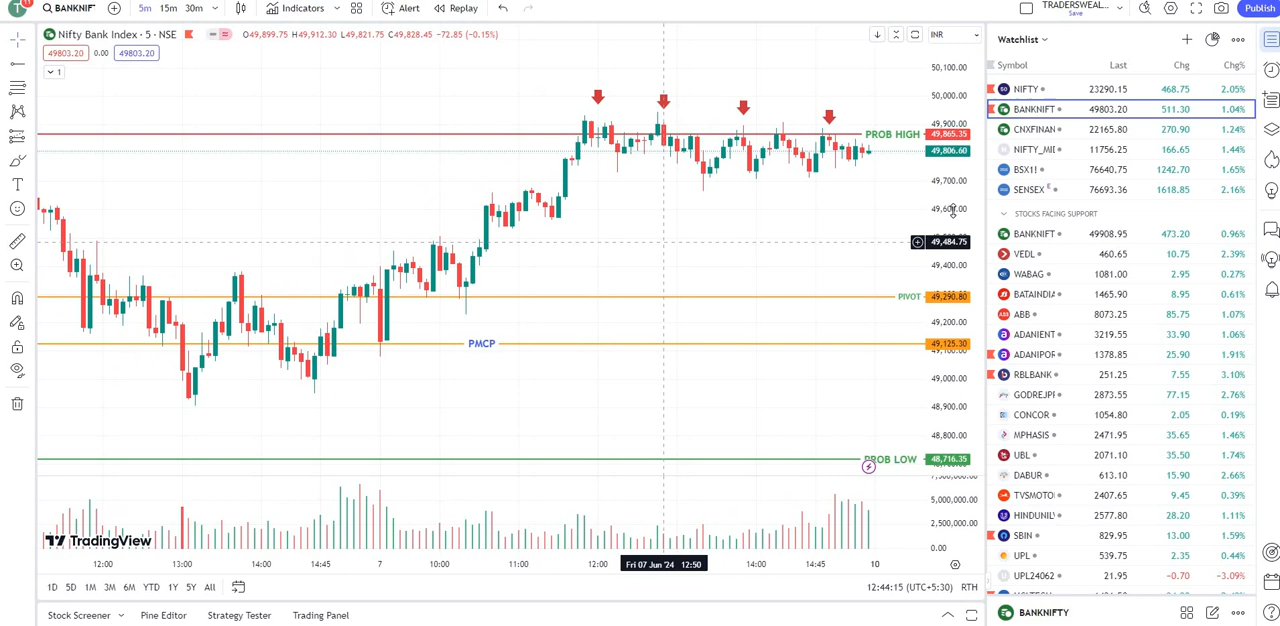 T 11 BANKNIF 5m 15m 30m Indicators Alert Replay TRADERSWEAL... Save Publish
Nifty Bank Index · 5 · NSE O49,899.75 H49,912.30 L49,821.75 C49,828.45 −72.85 (−0.15%) INR
49803.20 0.00 49803.20
1
50,100.00
50,000.00
49,900.00
PROB HIGH 49,865.35
49,806.60
49,700.00
49,600.00
49,484.75
49,400.00
PIVOT 49,290.80
49,200.00
PMCP 49,125.30
49,100.00
49,000.00
48,900.00
48,800.00
PROB LOW 48,716.35
7,500,000.00
5,000,000.00
2,500,000.00
0.00
TradingView
12:00 13:00 14:00 14:45 7 10:00 11:00 12:00 Fri 07 Jun '24 12:50 14:00 14:45 10
1D 5D 1M 3M 6M YTD 1Y 5Y All 12:44:15 (UTC+5:30) RTH
Stock Screener Pine Editor Strategy Tester Trading Panel
Watchlist
Symbol Last Chg Chg%
50 NIFTY 23290.15 468.75 2.05%
BANKNIFT 49803.20 511.30 1.04%
CNXFINAN 22165.80 270.90 1.24%
NIFTY_MID 11756.25 166.65 1.44%
BSX1! 76640.75 1242.70 1.65%
SENSEX E 76693.36 1618.85 2.16%
STOCKS FACING SUPPORT
BANKNIFT 49908.95 473.20 0.96%
VEDL 460.65 10.75 2.39%
WABAG 1081.00 2.95 0.27%
BATAINDIA 1465.90 8.95 0.61%
ABB ABB 8073.25 85.75 1.07%
ADANIENT 3219.55 33.90 1.06%
ADANIPOR 1378.85 25.90 1.91%
RBLBANK 251.25 7.55 3.10%
GODREJPR 2873.55 77.15 2.76%
CONCOR 1054.80 2.05 0.19%
MPHASIS 2471.95 35.65 1.46%
UBL 2071.10 35.50 1.74%
DABUR 613.10 15.90 2.66%
TVSMOTO 2407.65 9.45 0.39%
HINDUNIL 2577.80 28.20 1.11%
SBIN 829.95 13.00 1.59%
UPL 539.75 2.35 0.44%
UPL24062 21.95 −0.70 −3.09%
BANKNIFTY